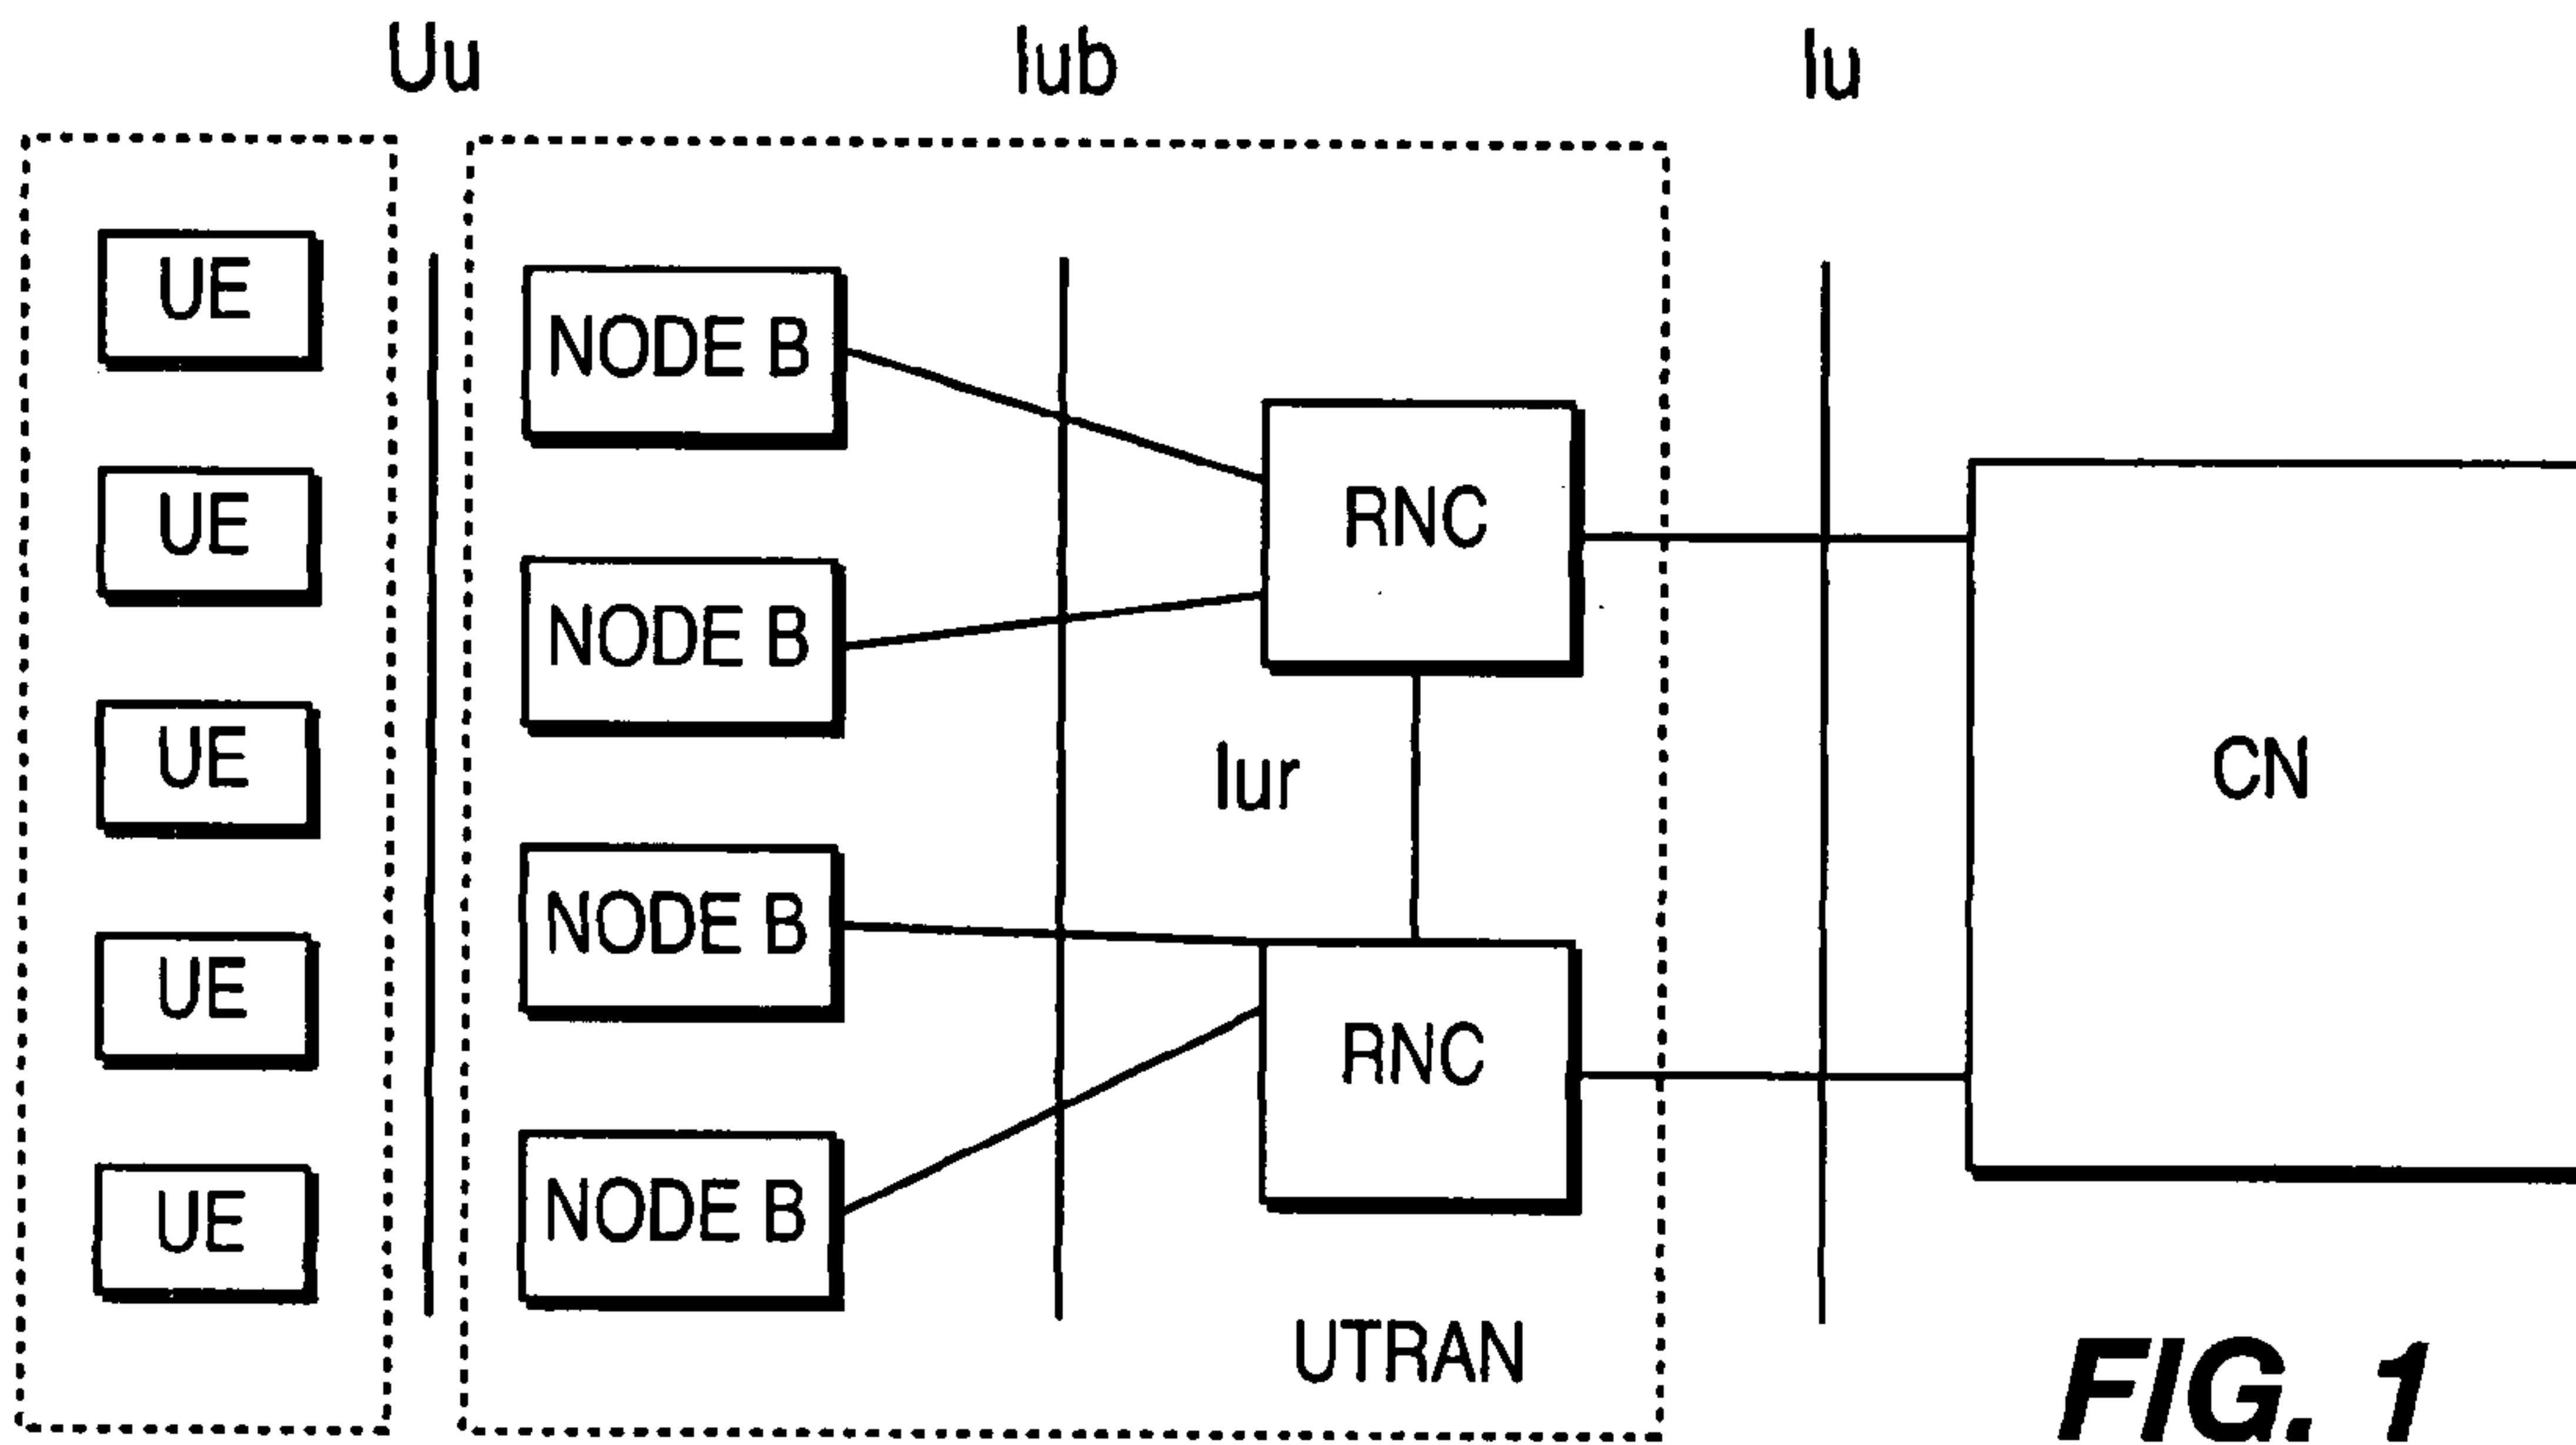 Uu
Iub
Iu
UE
UE
UE
UE
UE
NODE B
NODE B
NODE B
NODE B
RNC
Iur
RNC
UTRAN
CN
FIG. 1